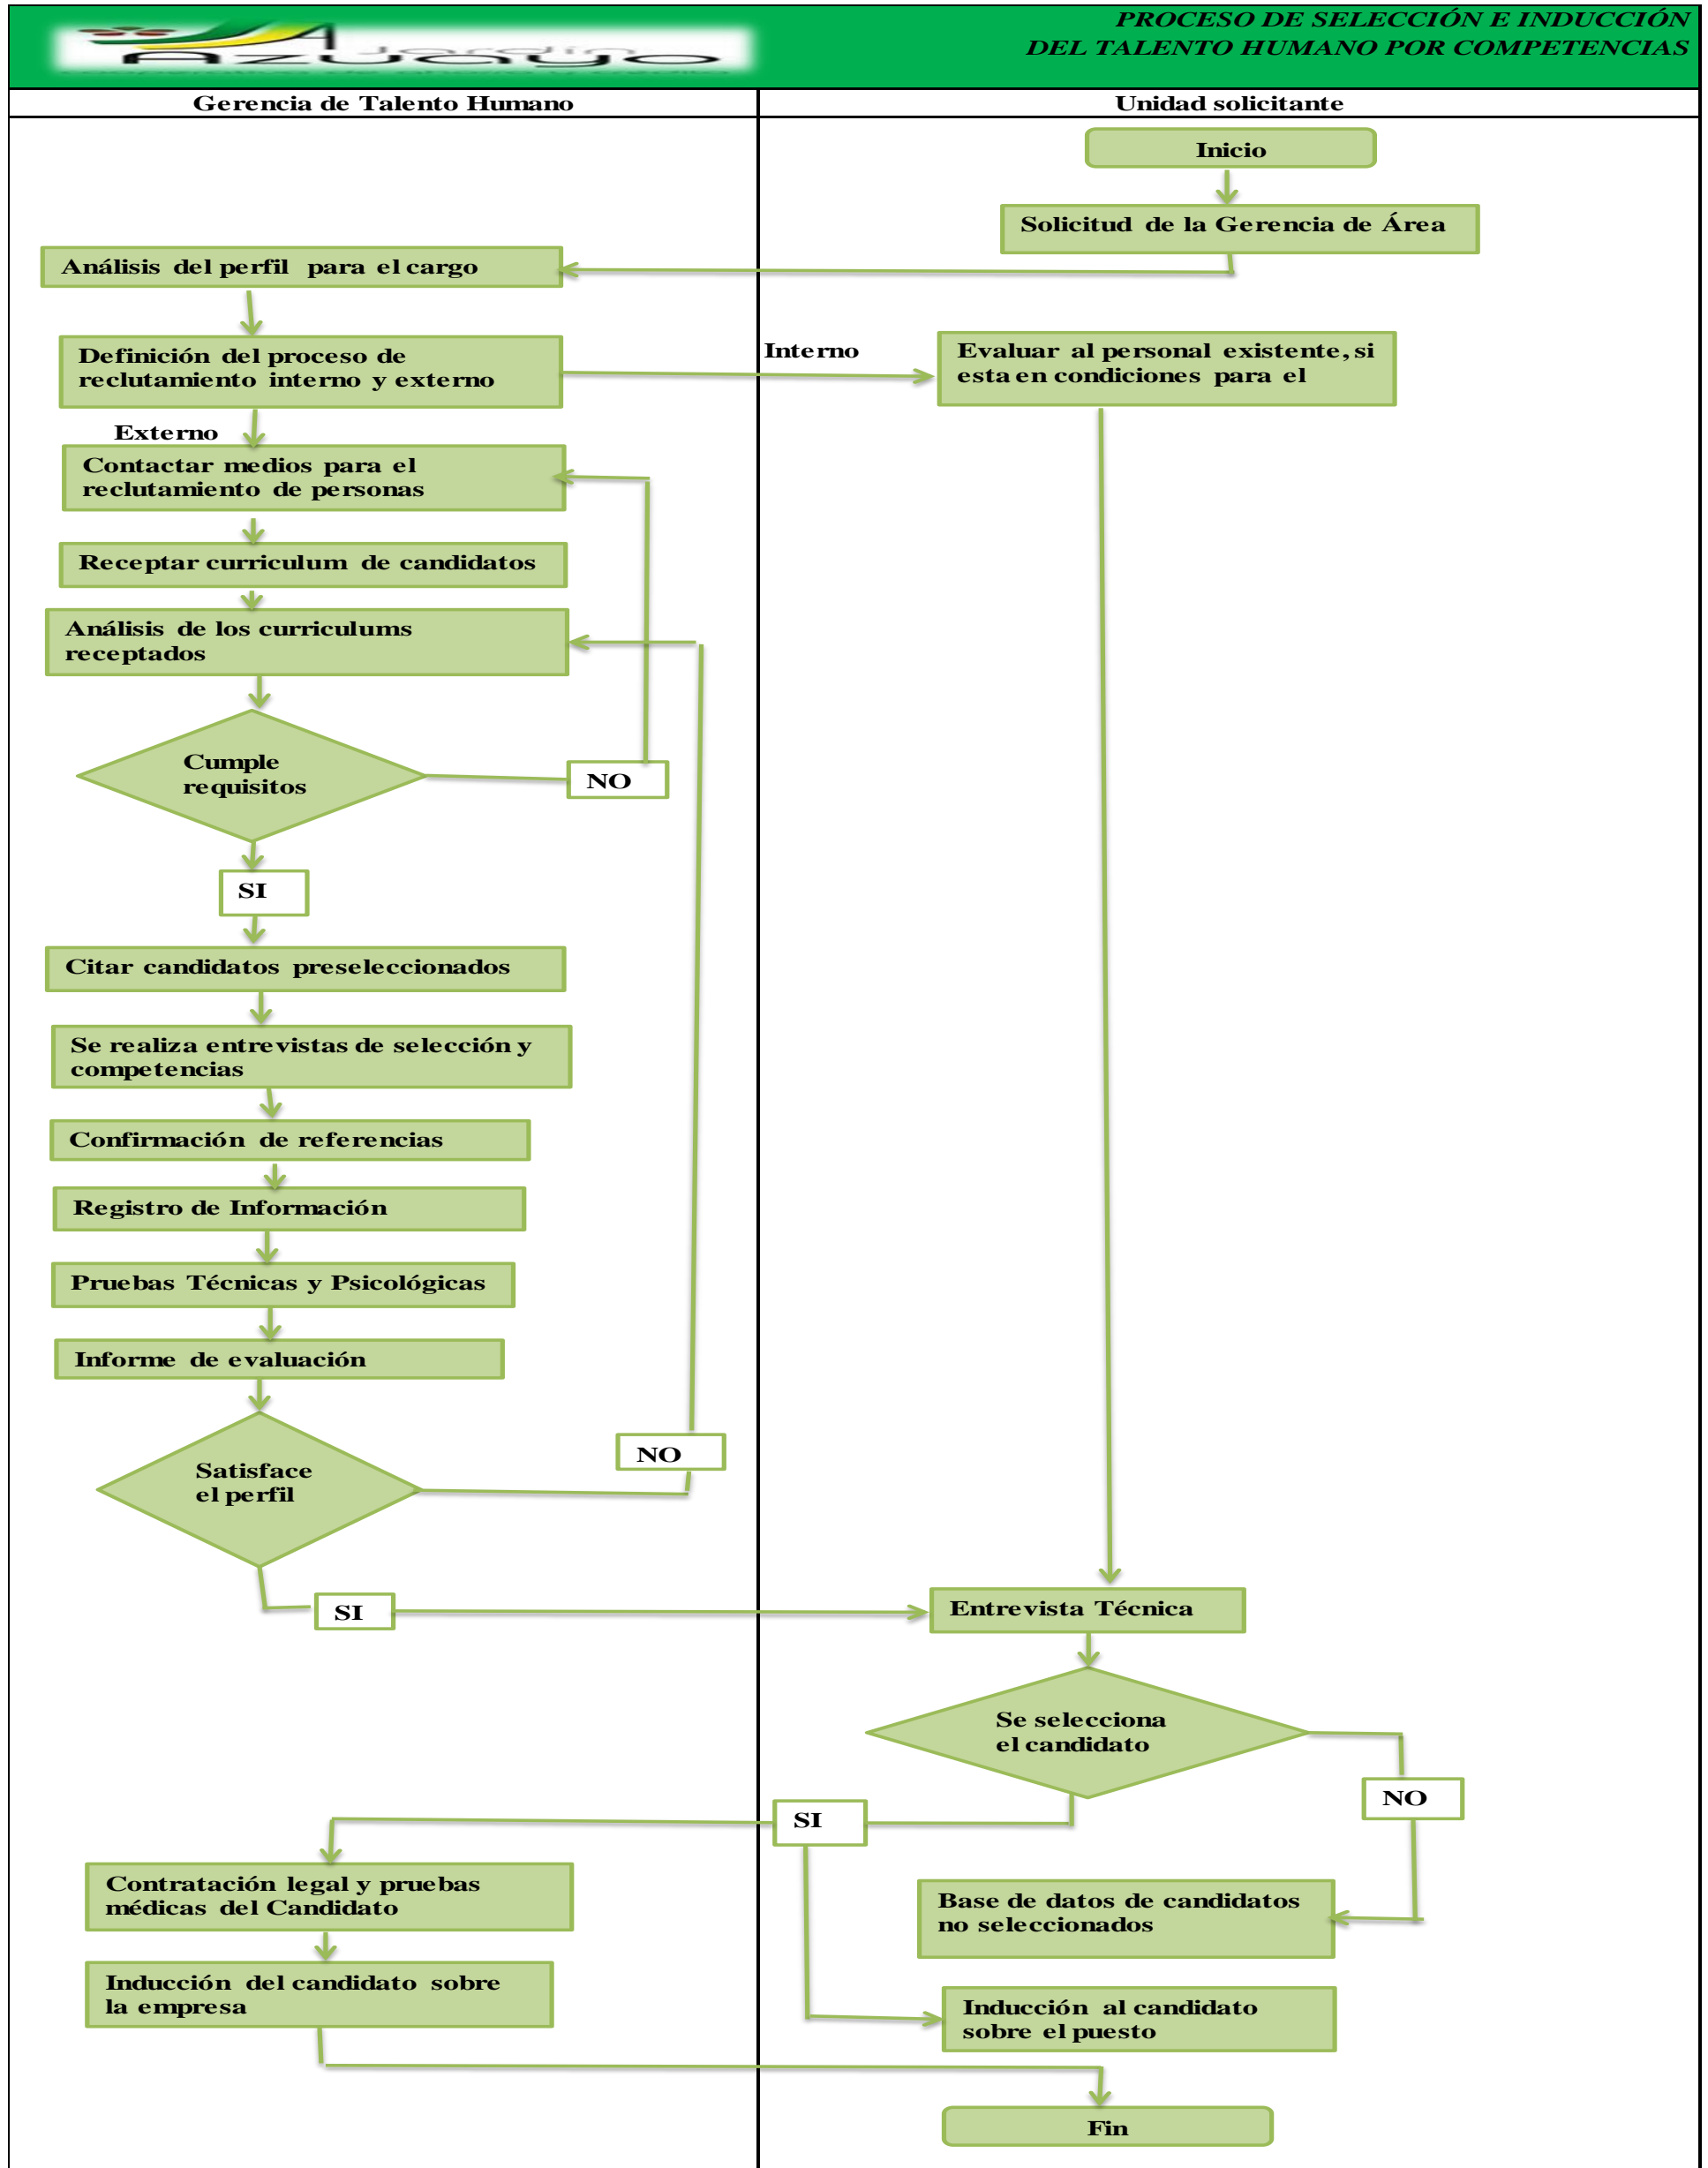 PROCESO DE SELECCIÓN E INDUCCIÓN
DEL TALENTO HUMANO POR COMPETENCIAS
Jardín
Azuayo
cooperativa de ahorro y crédito
Gerencia de Talento Humano
Unidad solicitante
Inicio
Solicitud de la Gerencia de Área
Análisis del perfil para el cargo
Definición del proceso de
reclutamiento interno y externo
Interno
Evaluar al personal existente, si
esta en condiciones para el
Externo
Contactar medios para el
reclutamiento de personas
Receptar curriculum de candidatos
Análisis de los curriculums
receptados
Cumple
requisitos
NO
SI
Citar candidatos preseleccionados
Se realiza entrevistas de selección y
competencias
Confirmación de referencias
Registro de Información
Pruebas Técnicas y Psicológicas
Informe de evaluación
Satisface
el perfil
NO
SI
Entrevista Técnica
Se selecciona
el candidato
NO
SI
Contratación legal y pruebas
médicas del Candidato
Base de datos de candidatos
no seleccionados
Inducción del candidato sobre
la empresa
Inducción al candidato
sobre el puesto
Fin